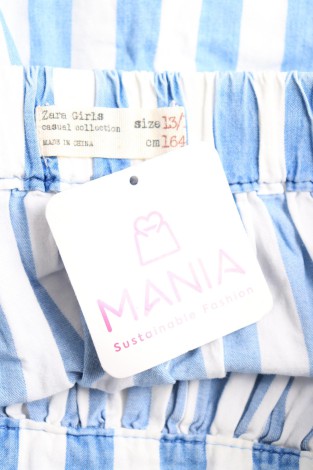 Zara Girls
casual collection
MADE IN CHINA
size 13/
cm 164
MANIA
Sustainable Fashion